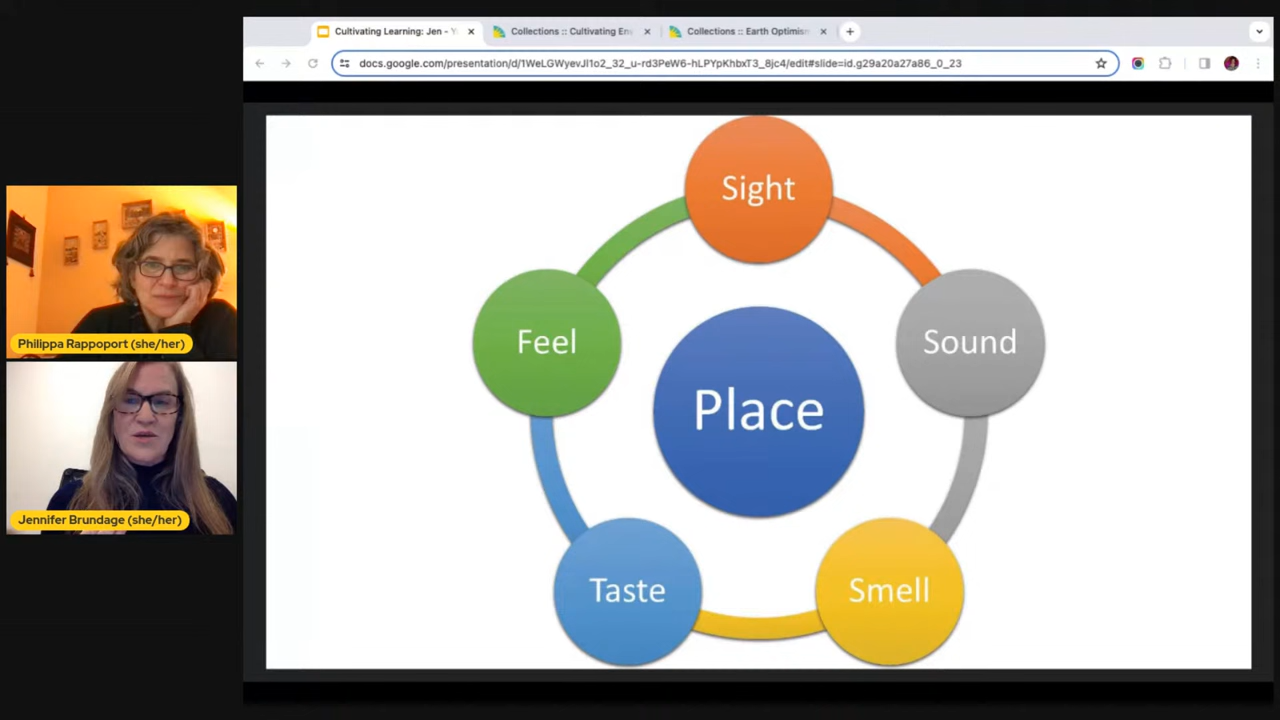 Cultivating Learning: Jen - Y
Collections :: Cultivating En
Collections :: Earth Optimism
docs.google.com/presentation/d/1WeLGWyevJl1o2_32_u-rd3PeW6-hLPYpKhbxT3_8jc4/edit#slide=id.g29a20a27a86_0_23
Sight
Feel
Sound
Place
Taste
Smell
Philippa Rappoport (she/her)
Jennifer Brundage (she/her)